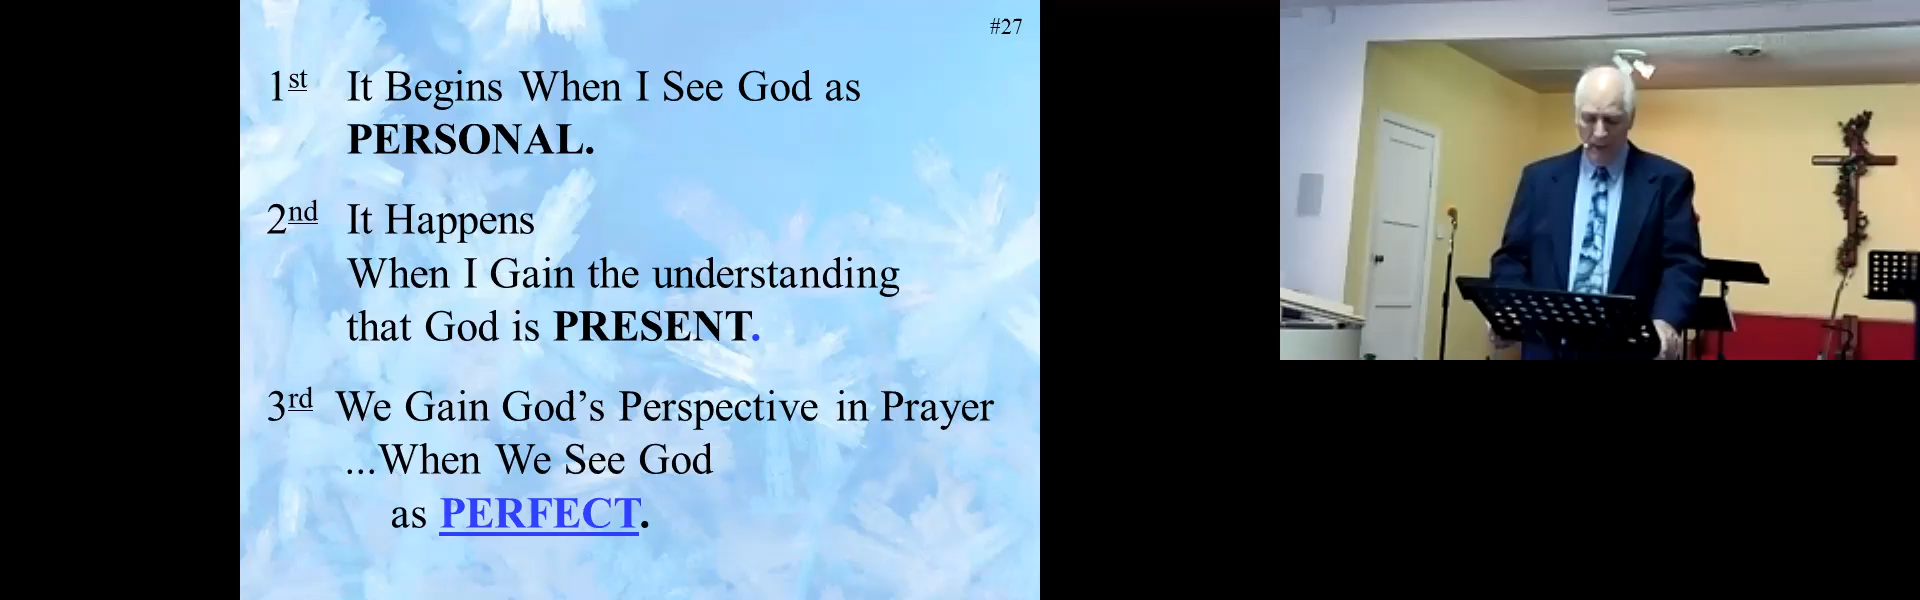 #27
1st It Begins When I See God as
PERSONAL.
2nd It Happens
When I Gain the understanding
that God is PRESENT.
3rd We Gain God’s Perspective in Prayer
...When We See God
as PERFECT.